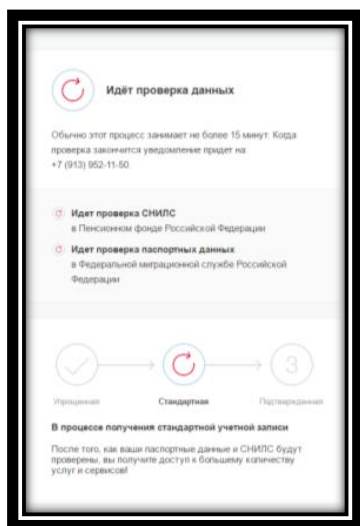 Идёт проверка данных
Обычно этот процесс занимает не более 15 минут. Когда
проверка закончится уведомление придет на:
+7 (913) 952-11-50.
Идет проверка СНИЛС
в Пенсионном фонде Российской Федерации
Идет проверка паспортных данных
в Федеральной миграционной службе Российской
Федерации
3
Упрощенная Стандартная Подтвержденная
В процессе получения стандартной учетной записи
После того, как ваши паспортные данные и СНИЛС будут
проверены, вы получите доступ к большему количеству
услуг и сервисов!